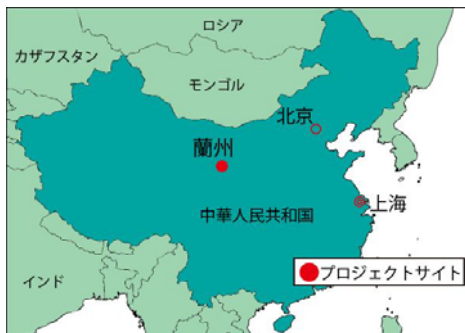 ロシア
カザフスタン
モンゴル
北京
蘭州
上海
中華人民共和国
インド
プロジェクトサイト